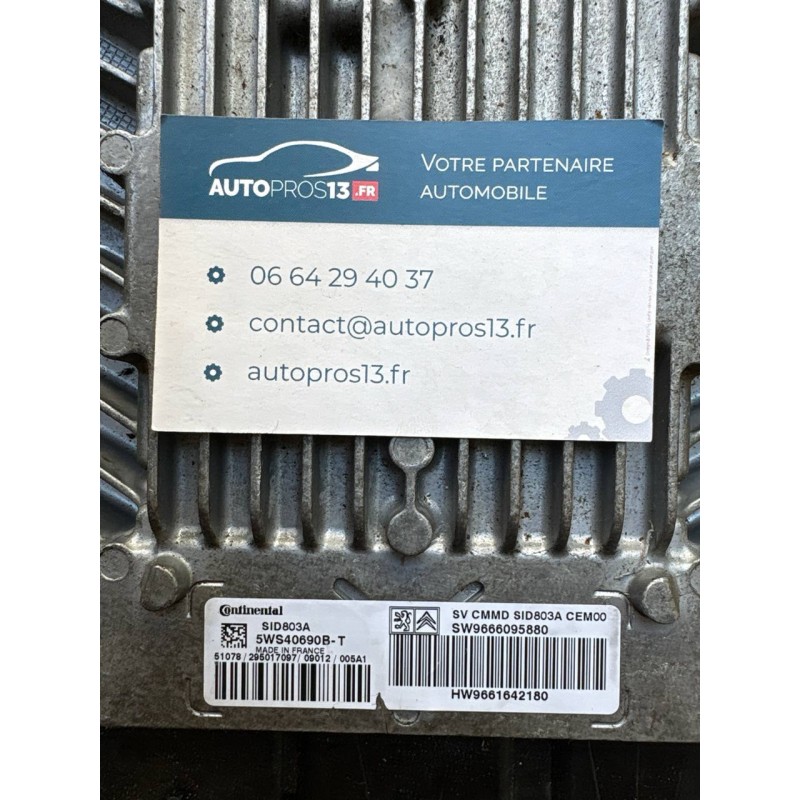 AUTOPROS13.FR
VOTRE PARTENAIRE
AUTOMOBILE
06 64 29 40 37
contact@autopros13.fr
autopros13.fr
Continental
SID803A
5WS40690B-T
MADE IN FRANCE
51078 / 295017097 / 09012 / 005A1
SV CMMD SID803A CEM00
SW9666095880
HW9661642180